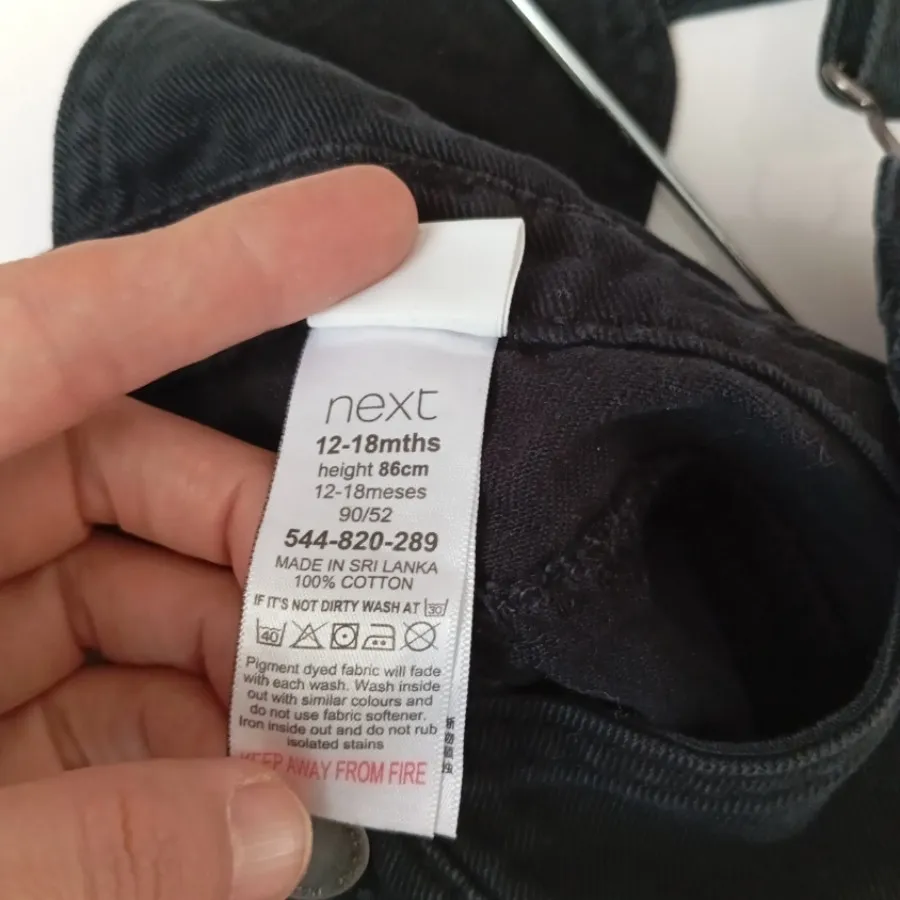 next
12-18mths
height 86cm
12-18meses
90/52
544-820-289
MADE IN SRI LANKA
100% COTTON
IF IT'S NOT DIRTY WASH AT 30
40
Pigment dyed fabric will fade
with each wash. Wash inside
out with similar colours and
do not use fabric softener.
Iron inside out and do not rub
isolated stains
KEEP AWAY FROM FIRE